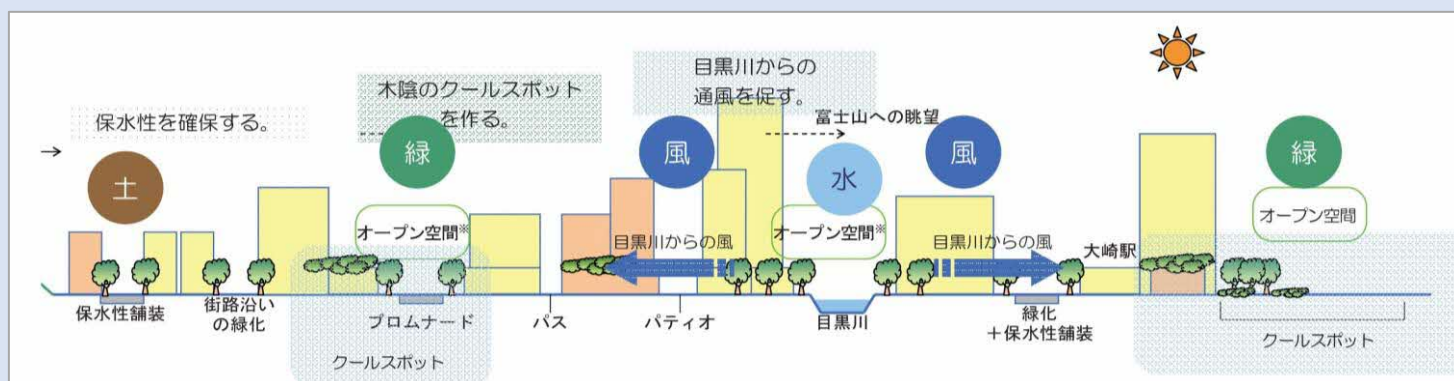 保水性を確保する。
木陰のクールスポット
を作る。
目黒川からの
通風を促す。
富士山への眺望
土
緑
風
水
風
緑
オープン空間※
オープン空間※
オープン空間
目黒川からの風
目黒川からの風
大崎駅
保水性舗装
街路沿い
の緑化
プロムナード
パス
パティオ
目黒川
緑化
＋保水性舗装
クールスポット
クールスポット